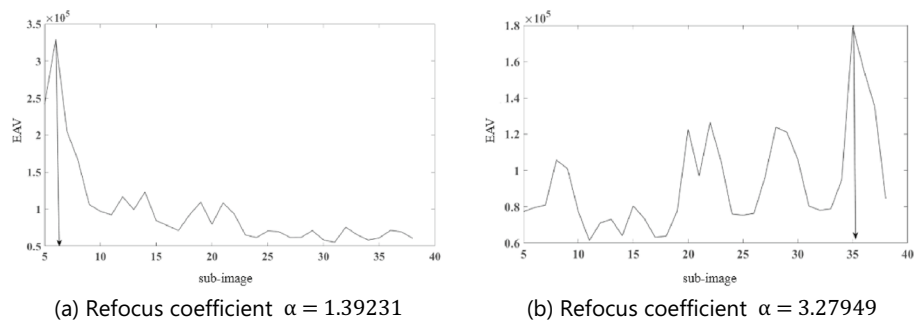 ×10⁵
3.5
3
2.5
2
1.5
1
0.5
5 10 15 20 25 30 35 40
EAV
sub-image
(a) Refocus coefficient α = 1.39231
×10⁵
1.8
1.6
1.4
1.2
1
0.8
0.6
5 10 15 20 25 30 35 40
EAV
sub-image
(b) Refocus coefficient α = 3.27949